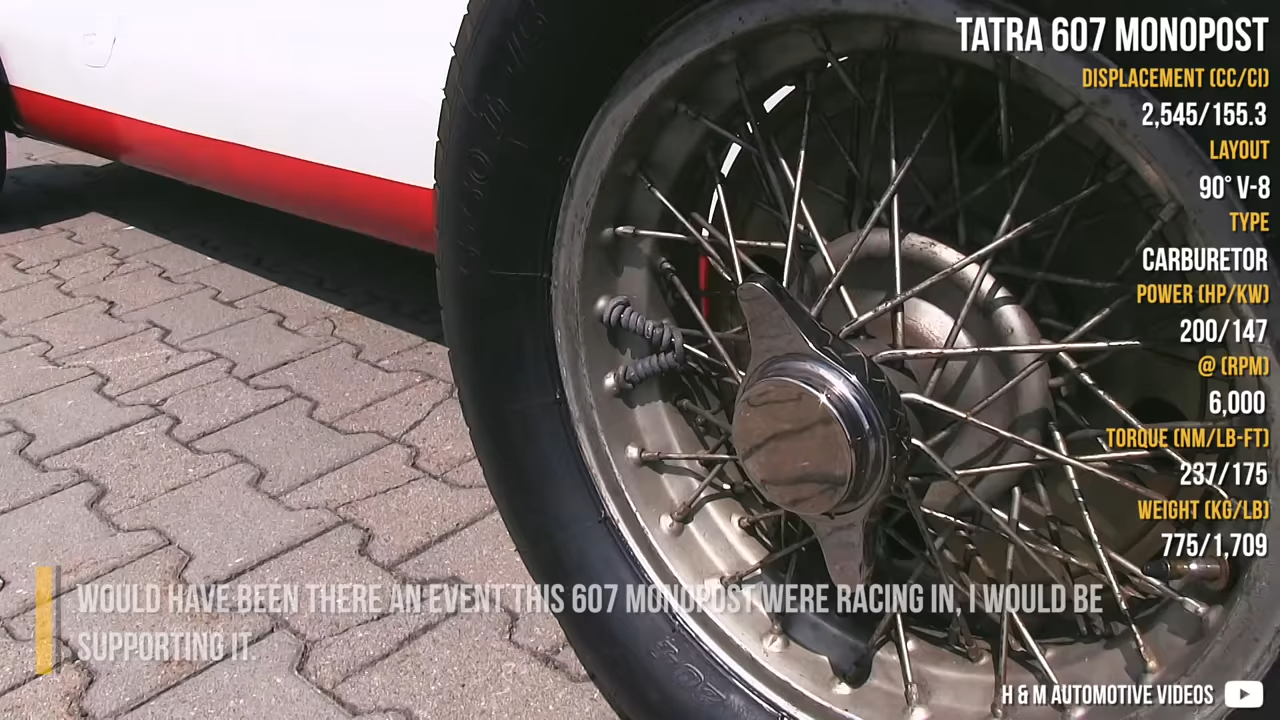 TATRA 607 MONOPOST
DISPLACEMENT (CC/CI)
2,545/155.3
LAYOUT
90° V-8
TYPE
CARBURETOR
POWER (HP/KW)
200/147
@ (RPM)
6,000
TORQUE (NM/LB-FT)
237/175
WEIGHT (KG/LB)
775/1,709
WOULD HAVE BEEN THERE AN EVENT THIS 607 MONOPOST WERE RACING IN, I WOULD BE
SUPPORTING IT.
H & M AUTOMOTIVE VIDEOS